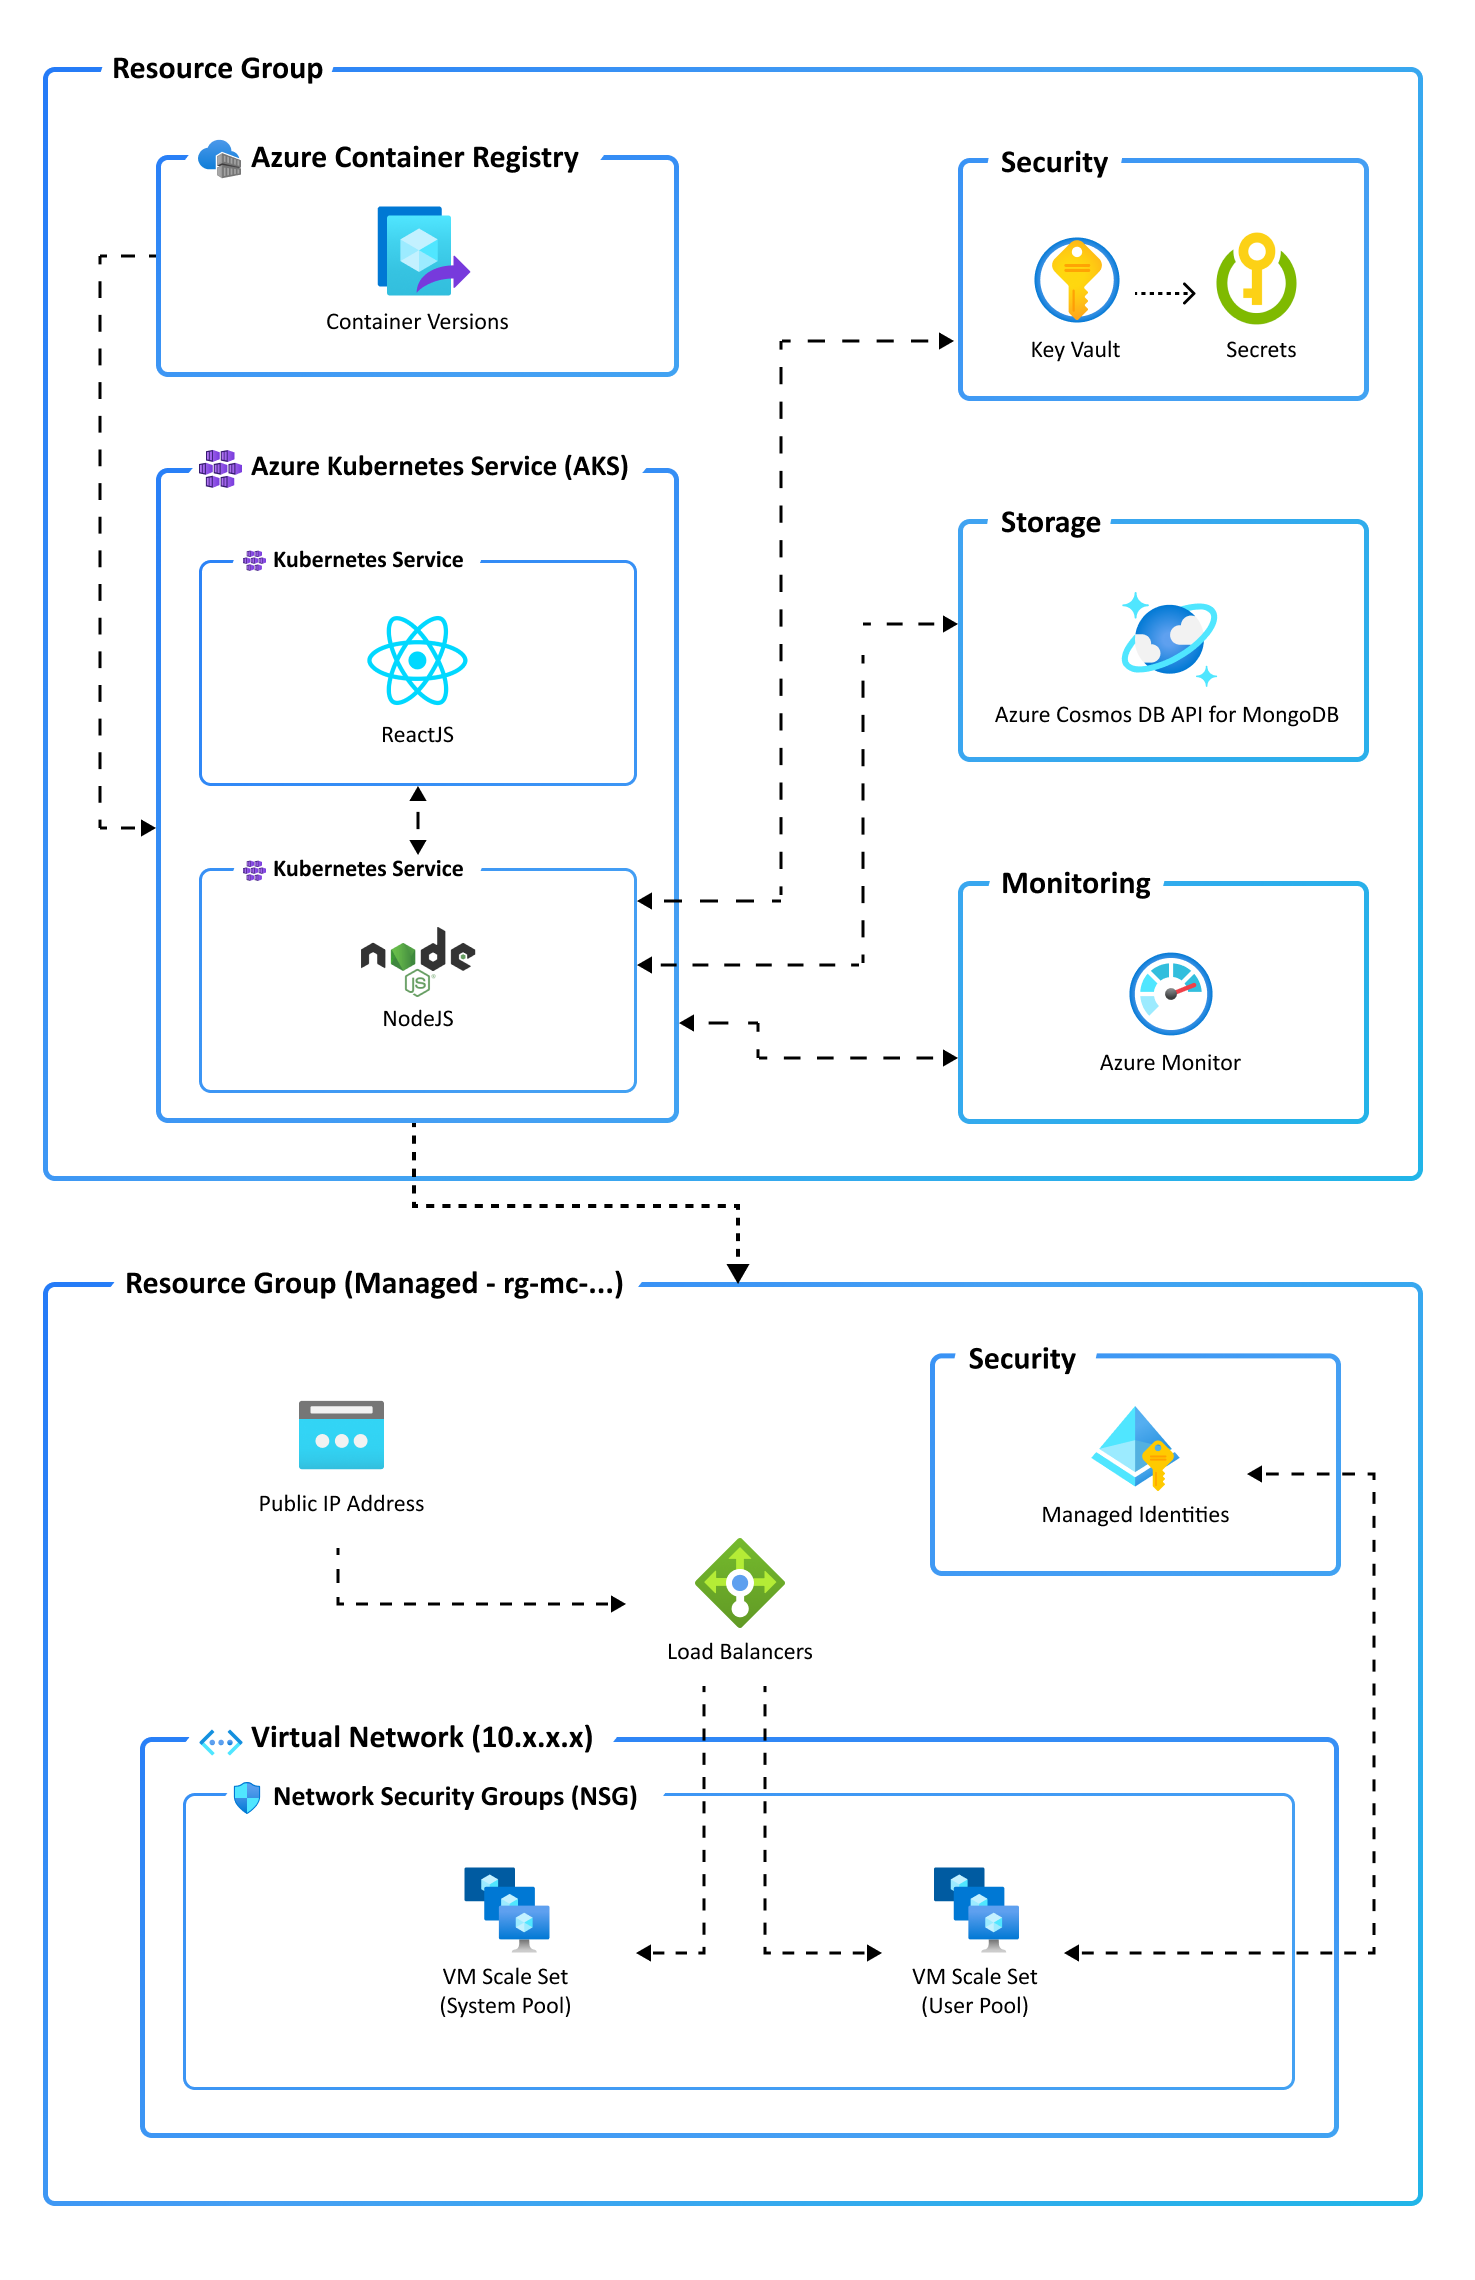 Resource Group
Azure Container Registry
Container Versions
Security
Key Vault
Secrets
Azure Kubernetes Service (AKS)
Kubernetes Service
ReactJS
Kubernetes Service
node
JS
NodeJS
Storage
Azure Cosmos DB API for MongoDB
Monitoring
Azure Monitor
Resource Group (Managed - rg-mc-...)
Public IP Address
Security
Managed Identities
Load Balancers
Virtual Network (10.x.x.x)
Network Security Groups (NSG)
VM Scale Set
(System Pool)
VM Scale Set
(User Pool)